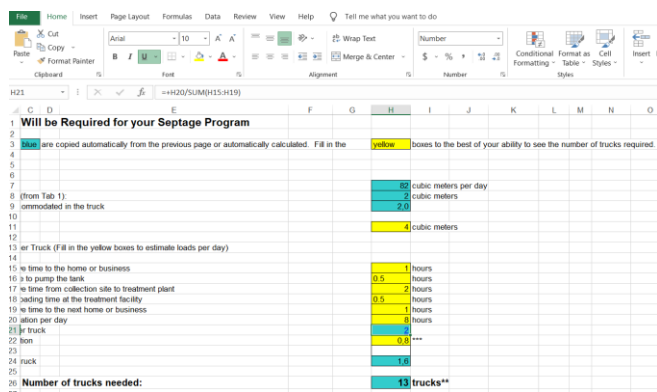 File Home Insert Page Layout Formulas Data Review View Help Tell me what you want to do
Cut
Copy
Format Painter
Paste
Arial 10 A A
B I U A
Wrap Text
Merge & Center
Number
$ % ,
Conditional Formatting
Format as Table
Cell Styles
Insert
Clipboard Font Alignment Number Styles
H21 =+H20/SUM(H15:H19)
C D E F G H I J K L M N O
1 Will be Required for your Septage Program
2
3 blue are copied automatically from the previous page or automatically calculated. Fill in the yellow boxes to the best of your ability to see the number of trucks required.
4
5
6
7 82 cubic meters per day
8 (from Tab 1): 2 cubic meters
9 ommodated in the truck 2,0
10
11 4 cubic meters
12
13 er Truck (Fill in the yellow boxes to estimate loads per day)
14
15 e time to the home or business 1 hours
16 e to pump the tank 0.5 hours
17 e time from collection site to treatment plant 2 hours
18 oading time at the treatment facility 0.5 hours
19 e time to the next home or business 1 hours
20 ation per day 8 hours
21 er truck 2
22 tion 0,8 ***
23
24 ruck 1,6
25
26 Number of trucks needed: 13 trucks**